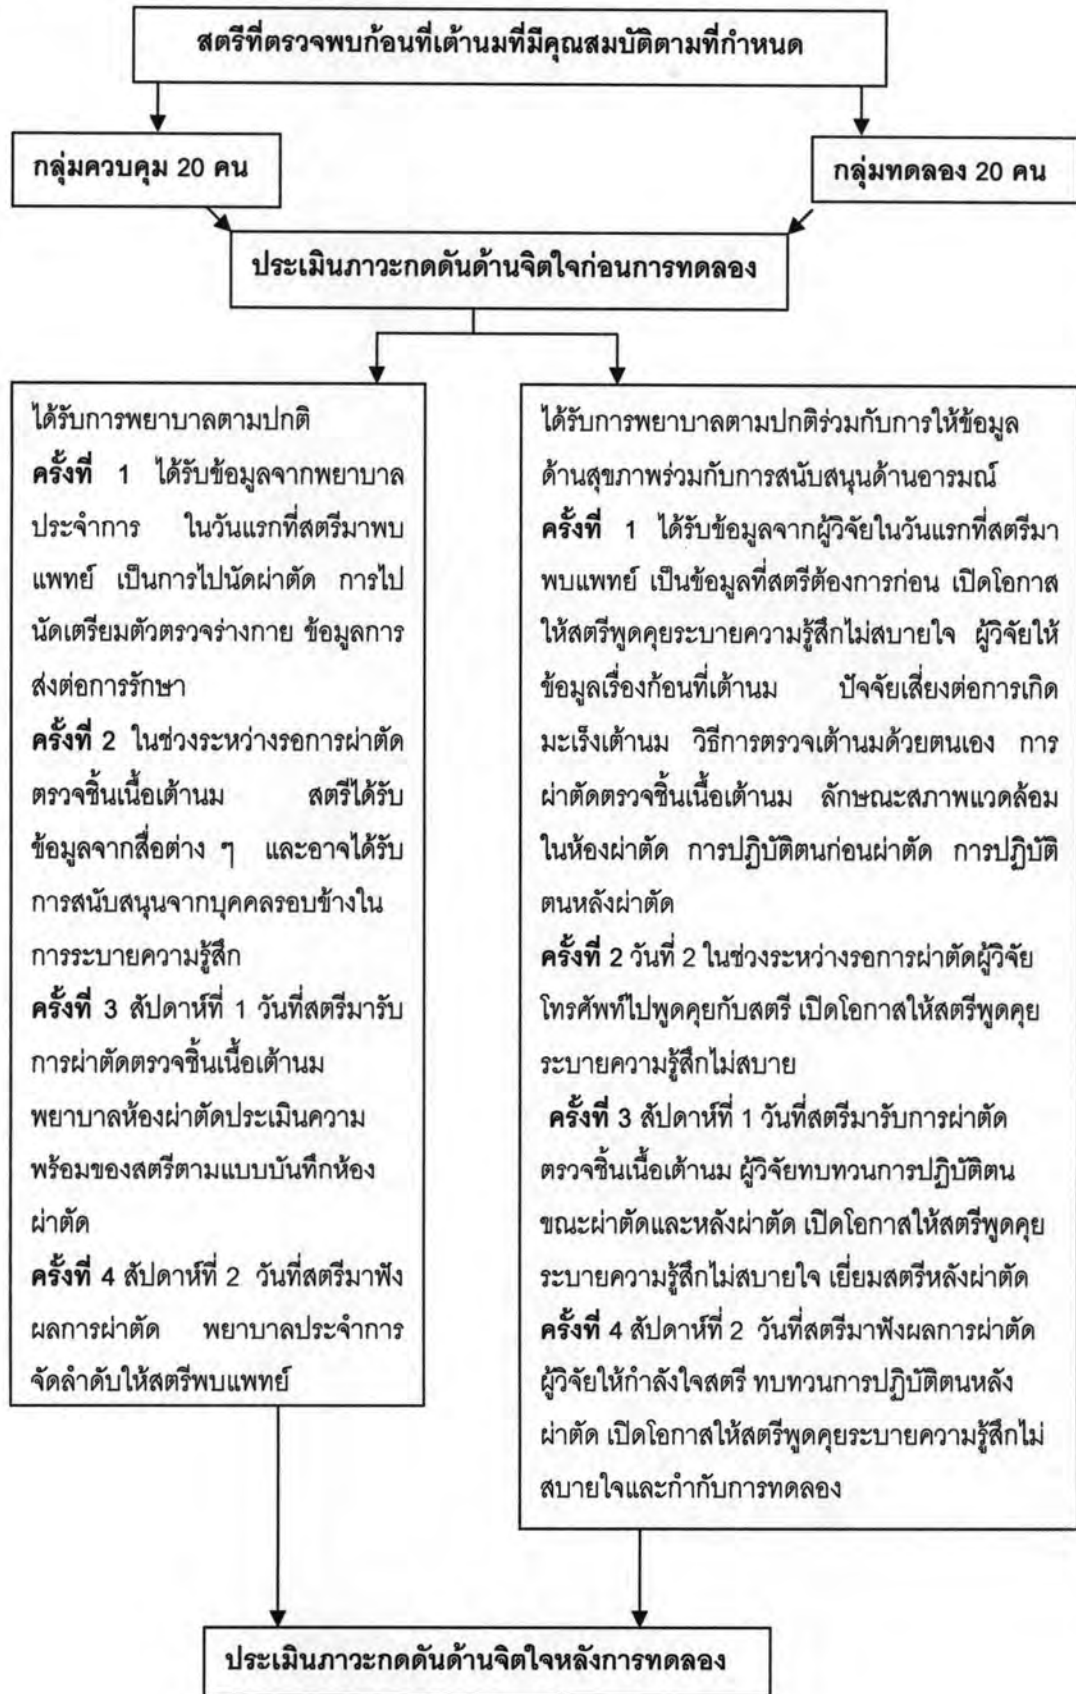 สตรีที่ตรวจพบก้อนที่เต้านมที่มีคุณสมบัติตามที่กำหนด
กลุ่มควบคุม 20 คน
กลุ่มทดลอง 20 คน
ประเมินภาวะกดดันด้านจิตใจก่อนการทดลอง
ได้รับการพยาบาลตามปกติ
ครั้งที่ 1 ได้รับข้อมูลจากพยาบาล
ประจำการ ในวันแรกที่สตรีมาพบ
แพทย์ เป็นการไปนัดผ่าตัด การไป
นัดเตรียมตัวตรวจร่างกาย ข้อมูลการ
ส่งต่อการรักษา
ครั้งที่ 2 ในช่วงระหว่างรอการผ่าตัด
ตรวจชิ้นเนื้อเต้านม สตรีได้รับ
ข้อมูลจากสื่อต่าง ๆ และอาจได้รับ
การสนับสนุนจากบุคคลรอบข้างใน
การระบายความรู้สึก
ครั้งที่ 3 สัปดาห์ที่ 1 วันที่สตรีมารับ
การผ่าตัดตรวจชิ้นเนื้อเต้านม
พยาบาลห้องผ่าตัดประเมินความ
พร้อมของสตรีตามแบบบันทึกห้อง
ผ่าตัด
ครั้งที่ 4 สัปดาห์ที่ 2 วันที่สตรีมาฟัง
ผลการผ่าตัด พยาบาลประจำการ
จัดลำดับให้สตรีพบแพทย์
ได้รับการพยาบาลตามปกติร่วมกับการให้ข้อมูล
ด้านสุขภาพร่วมกับการสนับสนุนด้านอารมณ์
ครั้งที่ 1 ได้รับข้อมูลจากผู้วิจัยในวันแรกที่สตรีมา
พบแพทย์ เป็นข้อมูลที่สตรีต้องการก่อน เปิดโอกาส
ให้สตรีพูดคุยระบายความรู้สึกไม่สบายใจ ผู้วิจัยให้
ข้อมูลเรื่องก้อนที่เต้านม ปัจจัยเสี่ยงต่อการเกิด
มะเร็งเต้านม วิธีการตรวจเต้านมด้วยตนเอง การ
ผ่าตัดตรวจชิ้นเนื้อเต้านม ลักษณะสภาพแวดล้อม
ในห้องผ่าตัด การปฏิบัติตนก่อนผ่าตัด การปฏิบัติ
ตนหลังผ่าตัด
ครั้งที่ 2 วันที่ 2 ในช่วงระหว่างรอการผ่าตัดผู้วิจัย
โทรศัพท์ไปพูดคุยกับสตรี เปิดโอกาสให้สตรีพูดคุย
ระบายความรู้สึกไม่สบาย
ครั้งที่ 3 สัปดาห์ที่ 1 วันที่สตรีมารับการผ่าตัด
ตรวจชิ้นเนื้อเต้านม ผู้วิจัยทบทวนการปฏิบัติตน
ขณะผ่าตัดและหลังผ่าตัด เปิดโอกาสให้สตรีพูดคุย
ระบายความรู้สึกไม่สบายใจ เยี่ยมสตรีหลังผ่าตัด
ครั้งที่ 4 สัปดาห์ที่ 2 วันที่สตรีมาฟังผลการผ่าตัด
ผู้วิจัยให้กำลังใจสตรี ทบทวนการปฏิบัติตนหลัง
ผ่าตัด เปิดโอกาสให้สตรีพูดคุยระบายความรู้สึกไม่
สบายใจและกำกับการทดลอง
ประเมินภาวะกดดันด้านจิตใจหลังการทดลอง